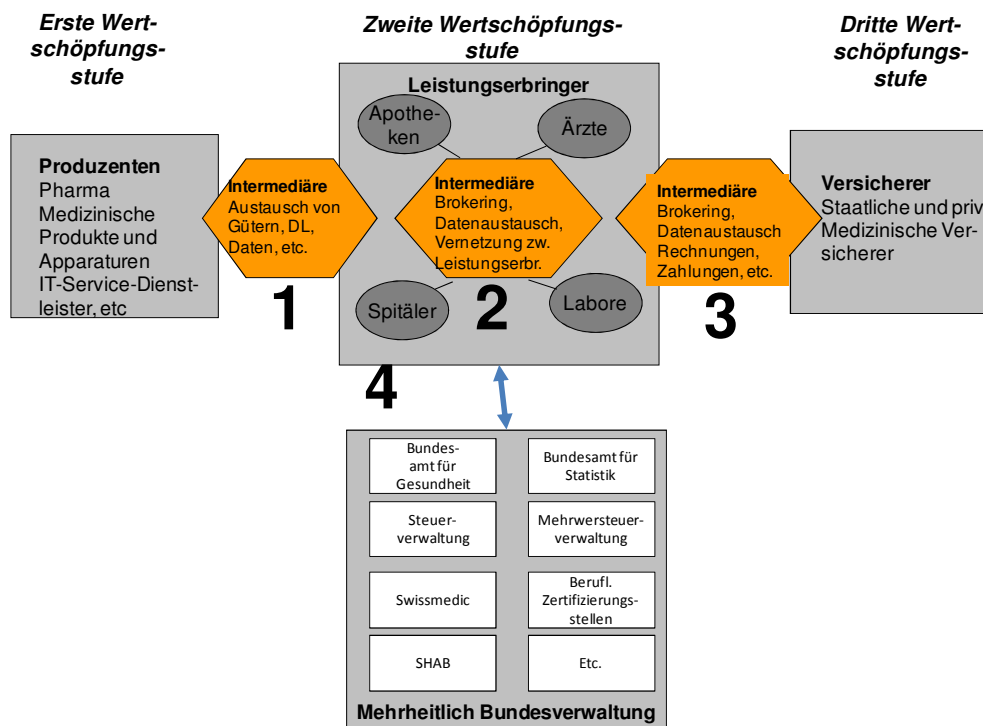 Erste Wert-
schöpfungs-
stufe
Zweite Wertschöpfungs-
stufe
Dritte Wert-
schöpfungs-
stufe
Leistungserbringer
Apothe-
ken
Ärzte
Produzenten
Pharma
Medizinische
Produkte und
Apparaturen
IT-Service-Dienst-
leister, etc
Intermediäre
Austausch von
Gütern, DL,
Daten, etc.
1
Intermediäre
Brokering,
Datenaustausch,
Vernetzung zw.
Leistungserbr.
2
Spitäler
Labore
Intermediäre
Brokering,
Datenaustausch
Rechnungen,
Zahlungen, etc.
3
Versicherer
Staatliche und priv
Medizinische Ver-
sicherer
4
Bundes-
amt für
Gesundheit
Bundesamt für
Statistik
Steuer-
verwaltung
Mehrwersteuer-
verwaltung
Swissmedic
Berufl.
Zertifizierungs-
stellen
SHAB
Etc.
Mehrheitlich Bundesverwaltung